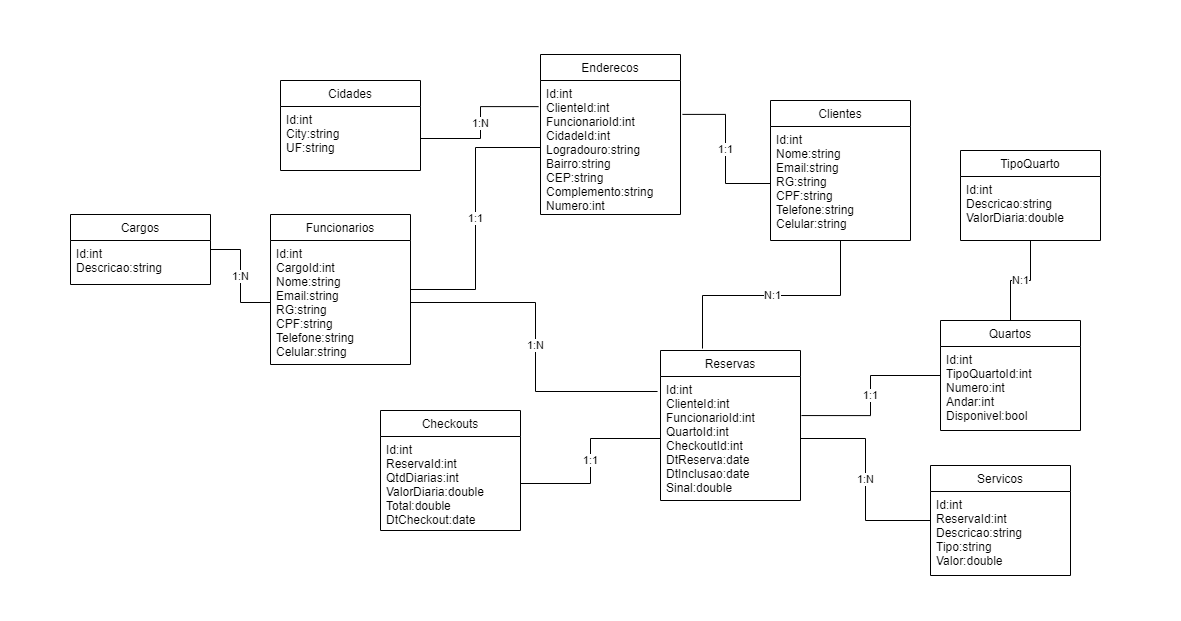 Enderecos
Id:int
ClienteId:int
FuncionarioId:int
CidadeId:int
Logradouro:string
Bairro:string
CEP:string
Complemento:string
Numero:int
Cidades
Id:int
City:string
UF:string
1:N
Clientes
Id:int
Nome:string
Email:string
RG:string
CPF:string
Telefone:string
Celular:string
1:1
TipoQuarto
Id:int
Descricao:string
ValorDiaria:double
Cargos
Id:int
Descricao:string
1:N
Funcionarios
Id:int
CargoId:int
Nome:string
Email:string
RG:string
CPF:string
Telefone:string
Celular:string
1:1
1:N
N:1
N:1
Quartos
Id:int
TipoQuartoId:int
Numero:int
Andar:int
Disponivel:bool
Reservas
Id:int
ClienteId:int
FuncionarioId:int
QuartoId:int
CheckoutId:int
DtReserva:date
DtInclusao:date
Sinal:double
1:1
Checkouts
Id:int
ReservaId:int
QtdDiarias:int
ValorDiaria:double
Total:double
DtCheckout:date
1:1
1:N
Servicos
Id:int
ReservaId:int
Descricao:string
Tipo:string
Valor:double